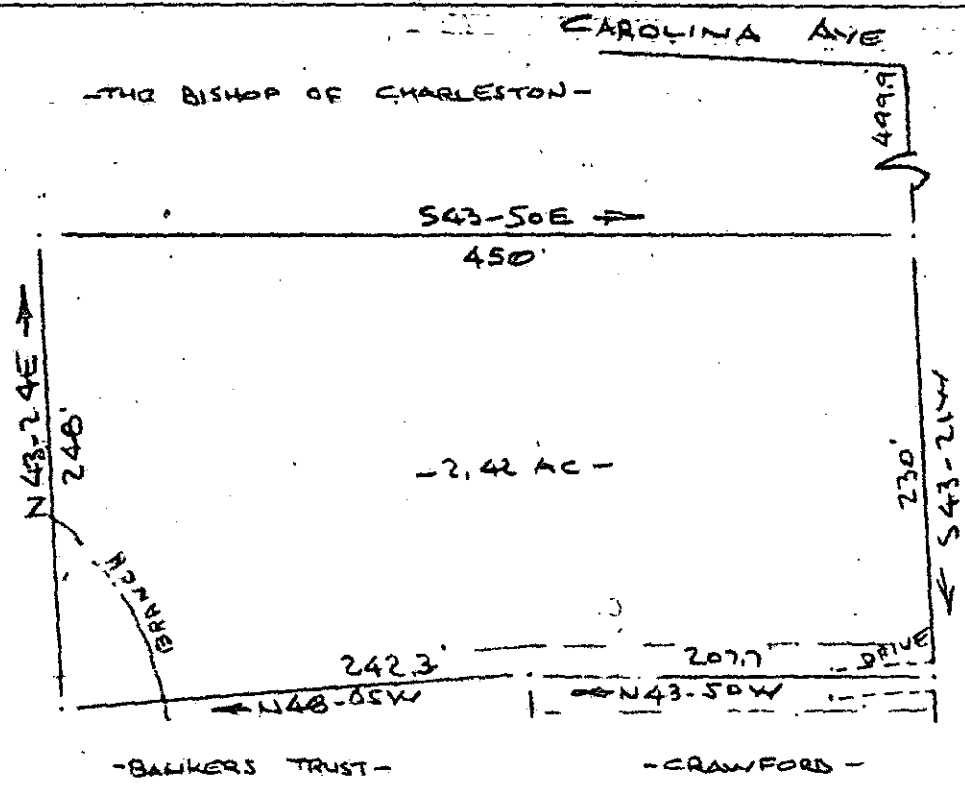 CAROLINA AVE
-THE BISHOP OF CHARLESTON-
499.9
S43-50E
450'
N43-24E
248'
-2.42 AC-
230'
S43-21W
BRANCH
242.3'
207.7'
DRIVE
N48-05W
N43-50W
-BANKERS TRUST-
-CRAWFORD-